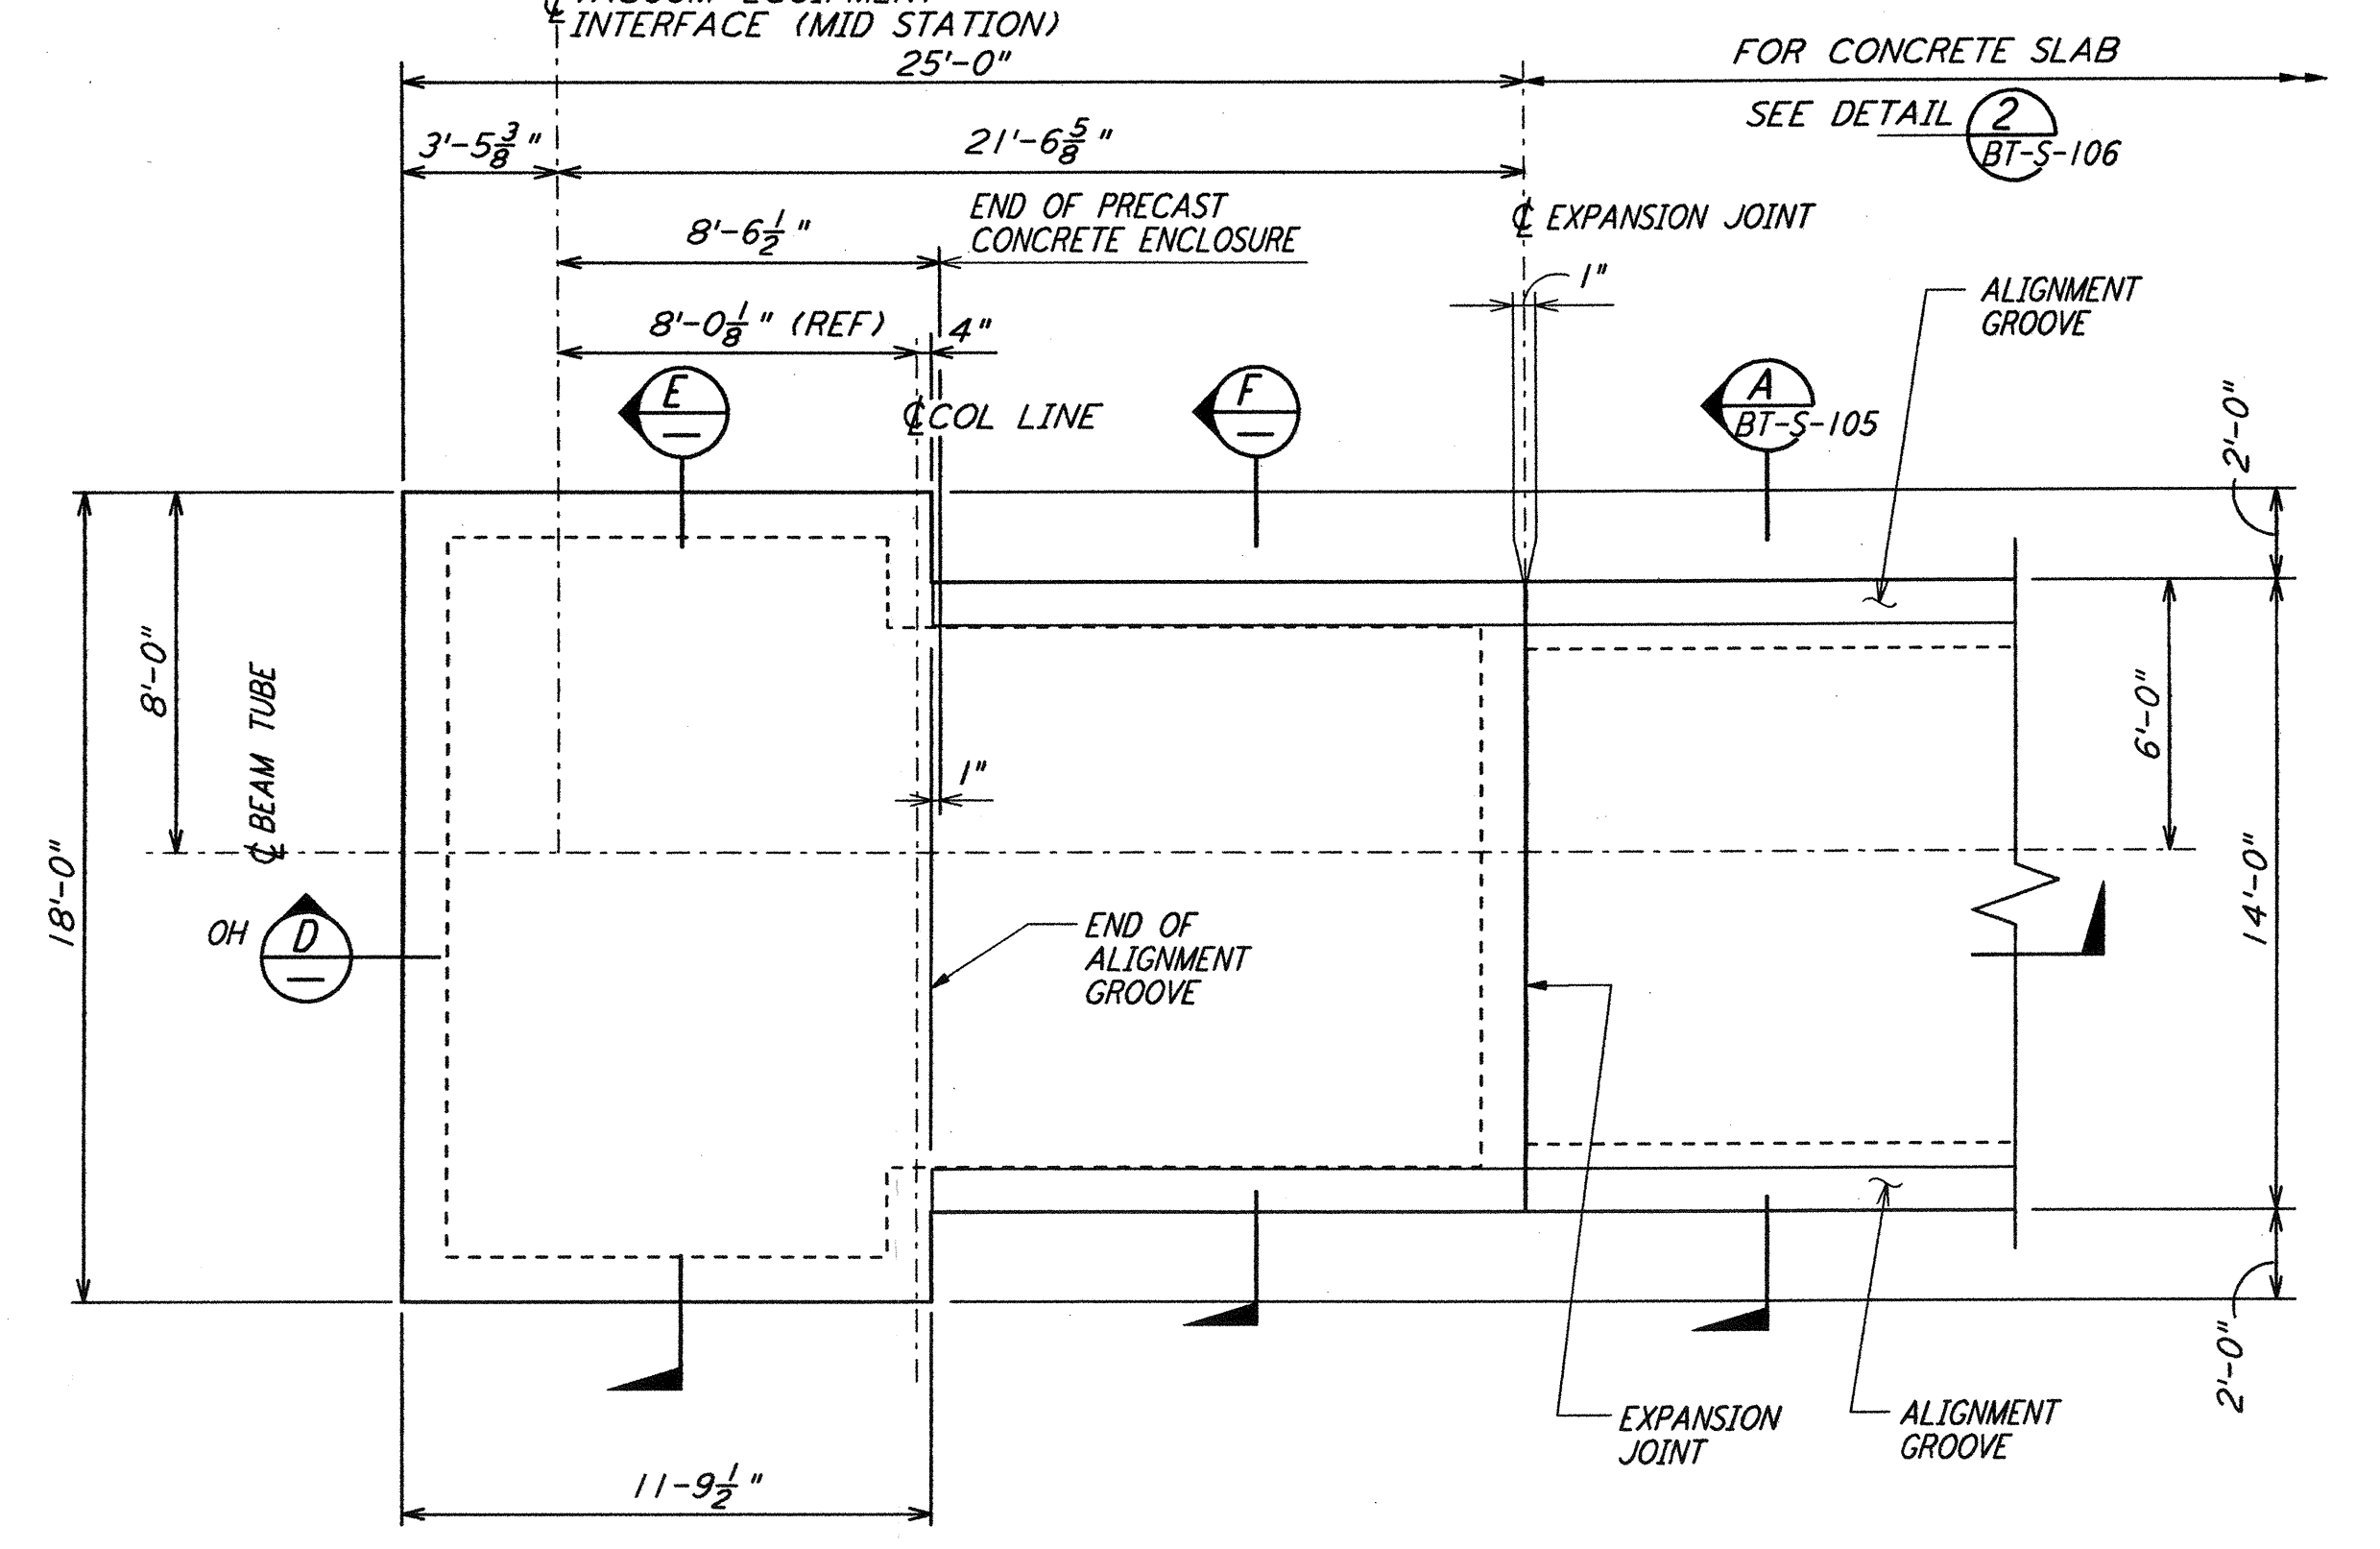 INTERFACE (MID STATION)
25'-0"
FOR CONCRETE SLAB
SEE DETAIL 2
BT-S-106
3'-5 3/8"
21'-6 5/8"
8'-6 1/2"
END OF PRECAST
CONCRETE ENCLOSURE
℄ EXPANSION JOINT
1"
8'-0 1/8" (REF)
4"
ALIGNMENT
GROOVE
E
℄ COL LINE
F
A
BT-S-105
2'-0"
8'-0"
℄ BEAM TUBE
6'-0"
1"
18'-0"
OH
D
END OF
ALIGNMENT
GROOVE
14'-0"
2'-0"
EXPANSION
JOINT
ALIGNMENT
GROOVE
11-9 1/2"